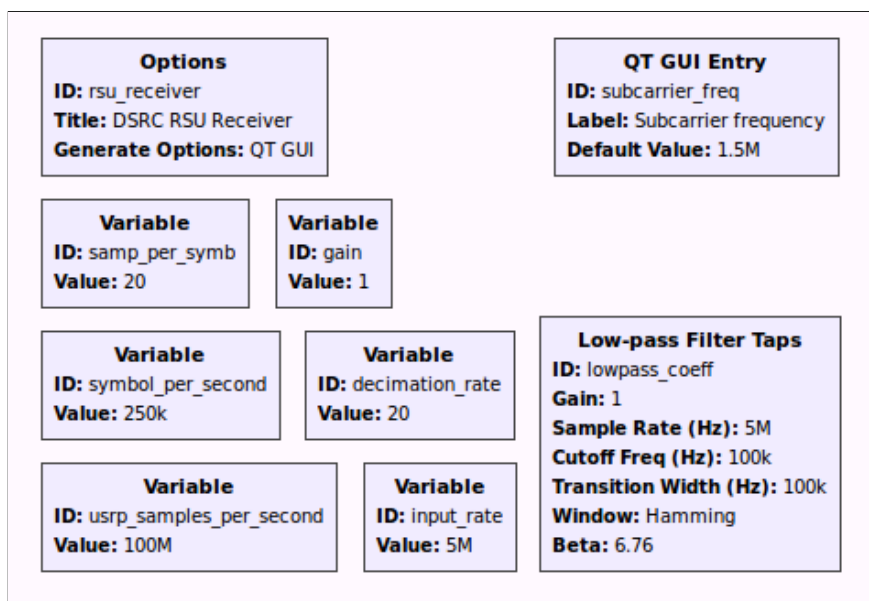 Options
ID: rsu_receiver
Title: DSRC RSU Receiver
Generate Options: QT GUI
QT GUI Entry
ID: subcarrier_freq
Label: Subcarrier frequency
Default Value: 1.5M
Variable
ID: samp_per_symb
Value: 20
Variable
ID: gain
Value: 1
Variable
ID: symbol_per_second
Value: 250k
Variable
ID: decimation_rate
Value: 20
Low-pass Filter Taps
ID: lowpass_coeff
Gain: 1
Sample Rate (Hz): 5M
Cutoff Freq (Hz): 100k
Transition Width (Hz): 100k
Window: Hamming
Beta: 6.76
Variable
ID: usrp_samples_per_second
Value: 100M
Variable
ID: input_rate
Value: 5M